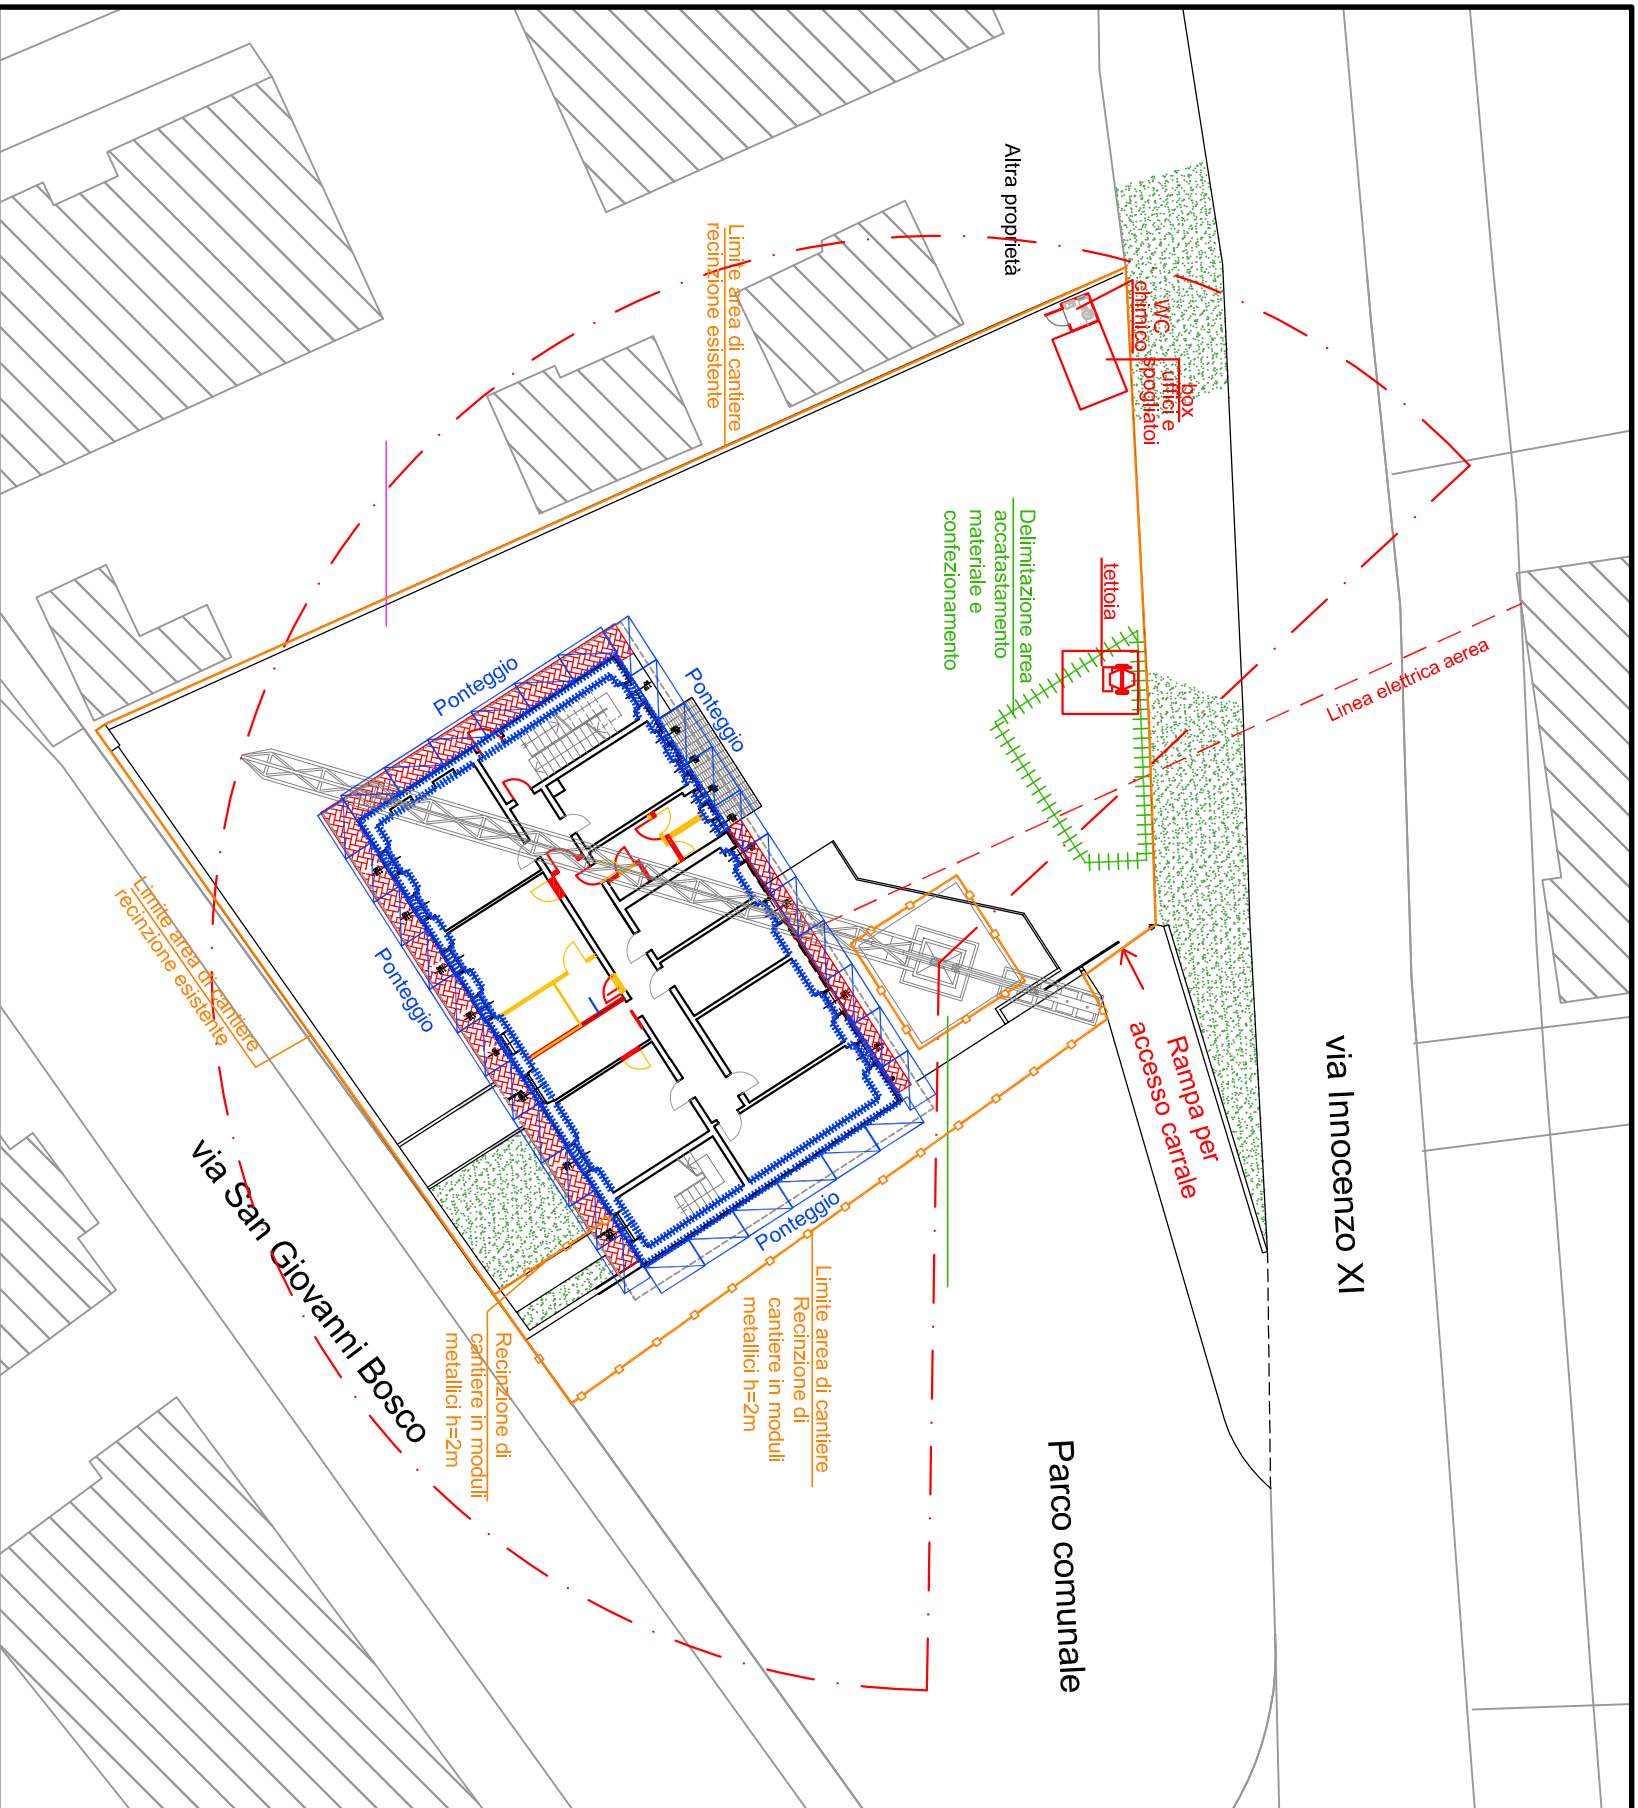 Altra proprietà
Limite area di cantiere
recinzione esistente
WC
chimico
box
uffici e
spogliatoi
Delimitazione area
accatastamento
materiale e
confezionamento
tettoia
Linea elettrica aerea
Ponteggio
Ponteggio
Ponteggio
Ponteggio
Limite area di cantiere
recinzione esistente
Rampa per
accesso carrale
via Innocenzo XI
via San Giovanni Bosco
Limite area di cantiere
Recinzione di
cantiere in moduli
metallici h=2m
Recinzione di
cantiere in moduli
metallici h=2m
Parco comunale